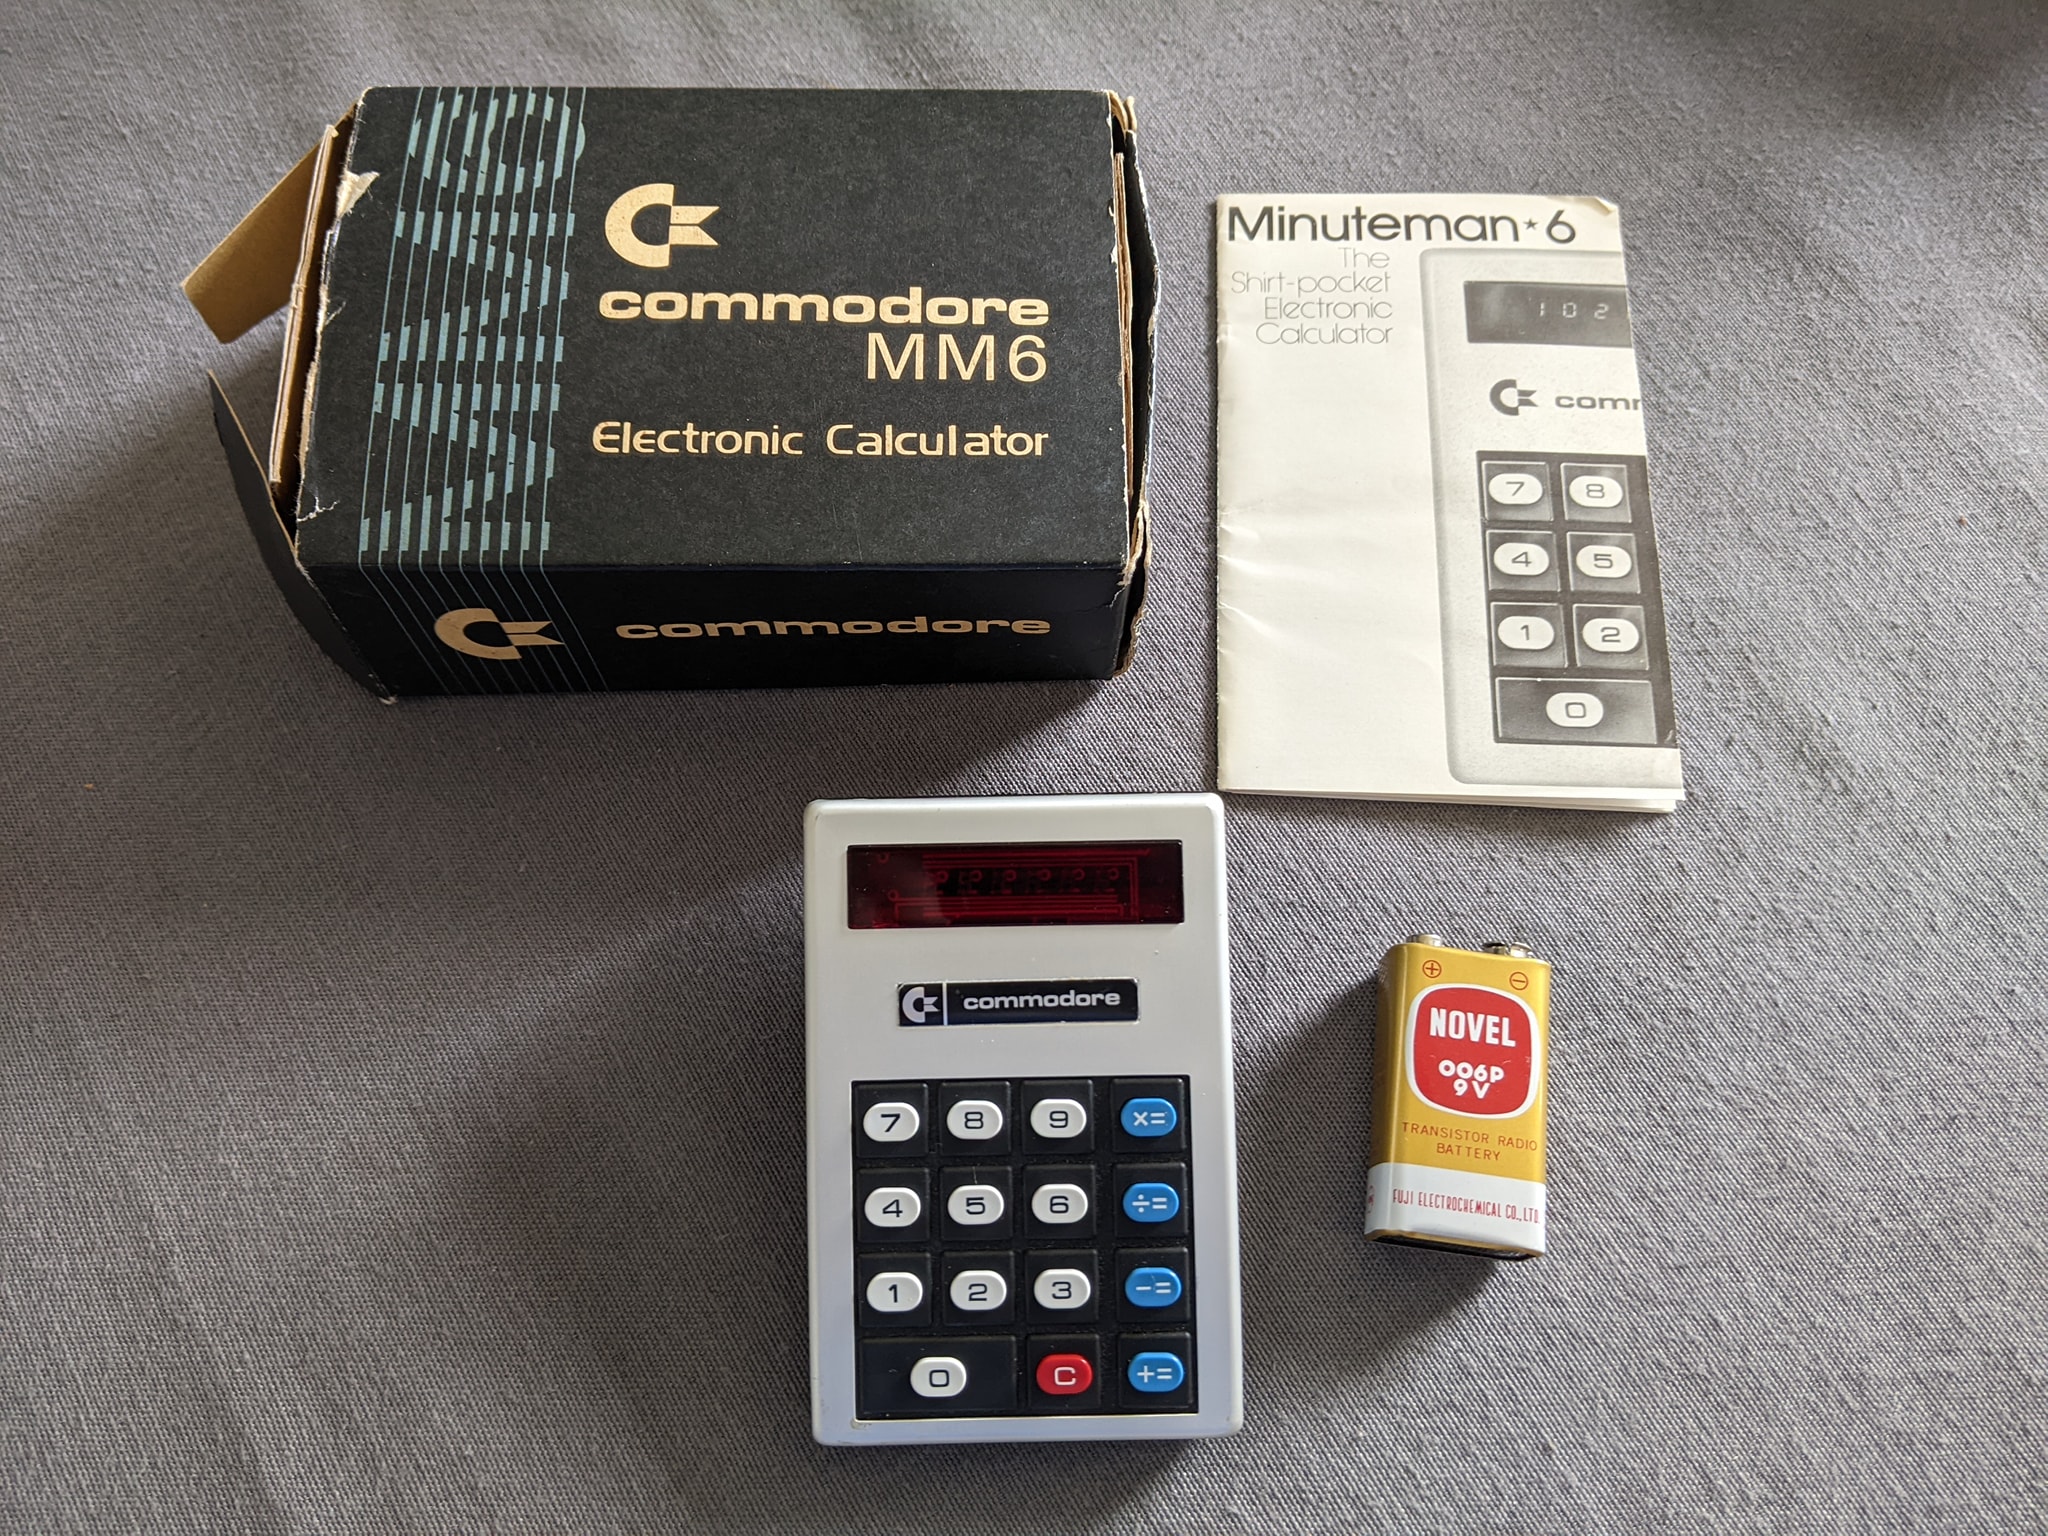 MM6
commodore
MM6
Electronic Calculator
commodore
Minuteman★6
The
Shirt-pocket
Electronic
Calculator
102
comm
7 8
4 5
1 2
0
commodore
7 8 9 ×=
4 5 6 ÷=
1 2 3 -=
0 C +=
+ −
NOVEL
006P
9V
TRANSISTOR RADIO
BATTERY
FUJI ELECTROCHEMICAL CO., LTD.